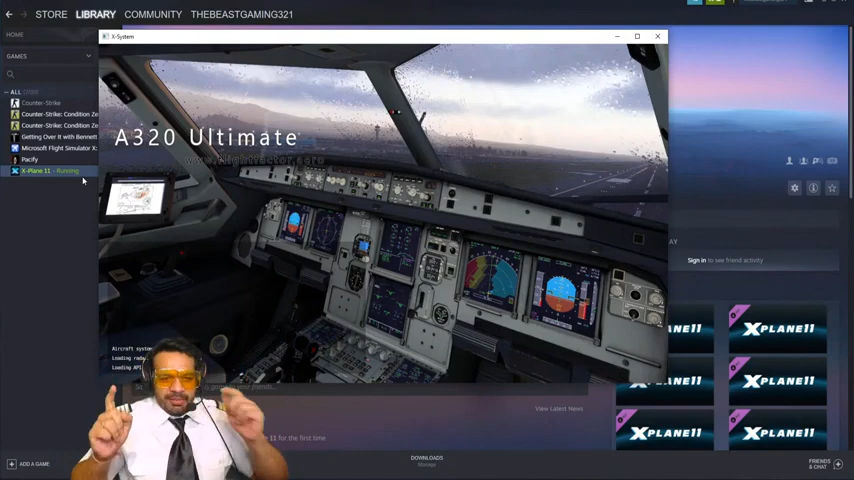 STORE LIBRARY COMMUNITY THEBEASTGAMING321
HOME
X-System
GAMES
ALL
Counter-Strike
Counter-Strike: Condition Ze
Counter-Strike: Condition Ze
Getting Over It with Bennett
Microsoft Flight Simulator X:
Pacify
X-Plane 11 - Running
A320 Ultimate
www.flightfactor.aero
AY
Sign in to see friend activity
Aircraft system
Loading
Loading API
XPLANE11
XPLANE11
XPLANE11
XPLANE11
View Latest News
11 for the first time
XPLANE11
XPLANE11
ADD A GAME
DOWNLOADS
Manage
FRIENDS
& CHAT